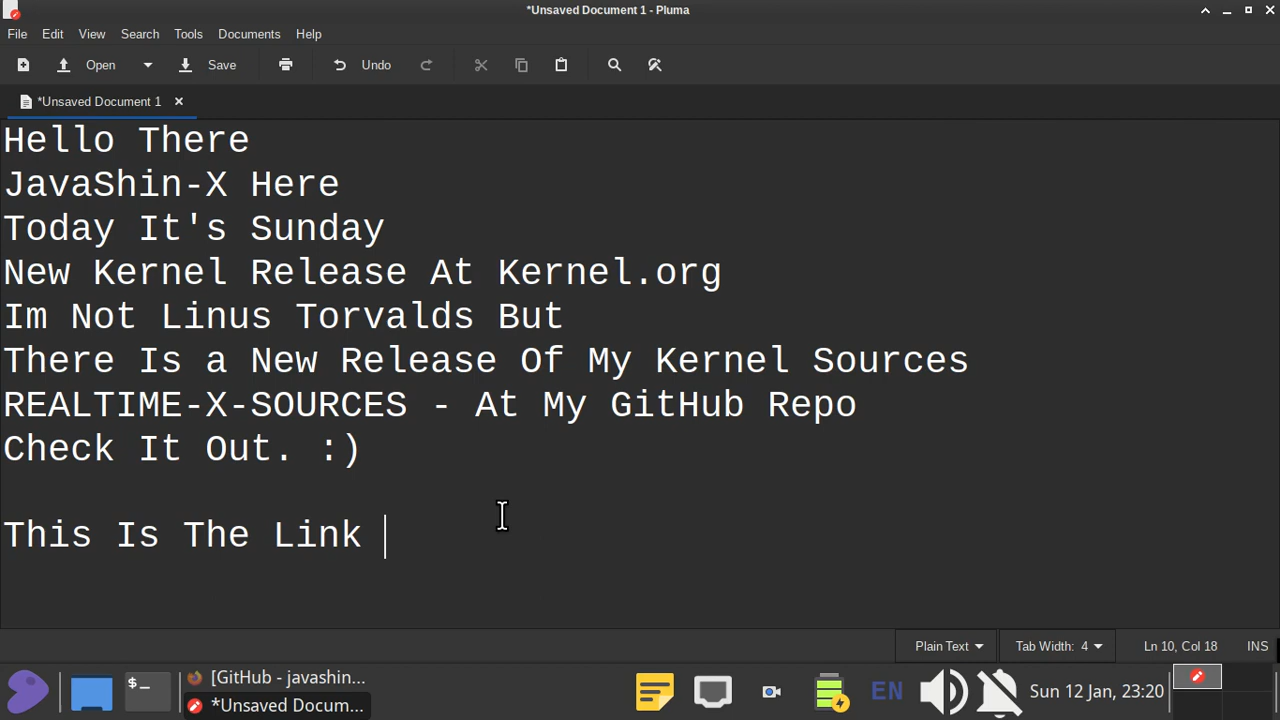 *Unsaved Document 1 - Pluma
File Edit View Search Tools Documents Help
Open Save Undo
*Unsaved Document 1
Hello There
JavaShin-X Here
Today It's Sunday
New Kernel Release At Kernel.org
Im Not Linus Torvalds But
There Is a New Release Of My Kernel Sources
REALTIME-X-SOURCES - At My GitHub Repo
Check It Out. :)
This Is The Link
Plain Text Tab Width: 4 Ln 10, Col 18 INS
$_
[GitHub - javashin...
*Unsaved Docum...
EN
Sun 12 Jan, 23:20